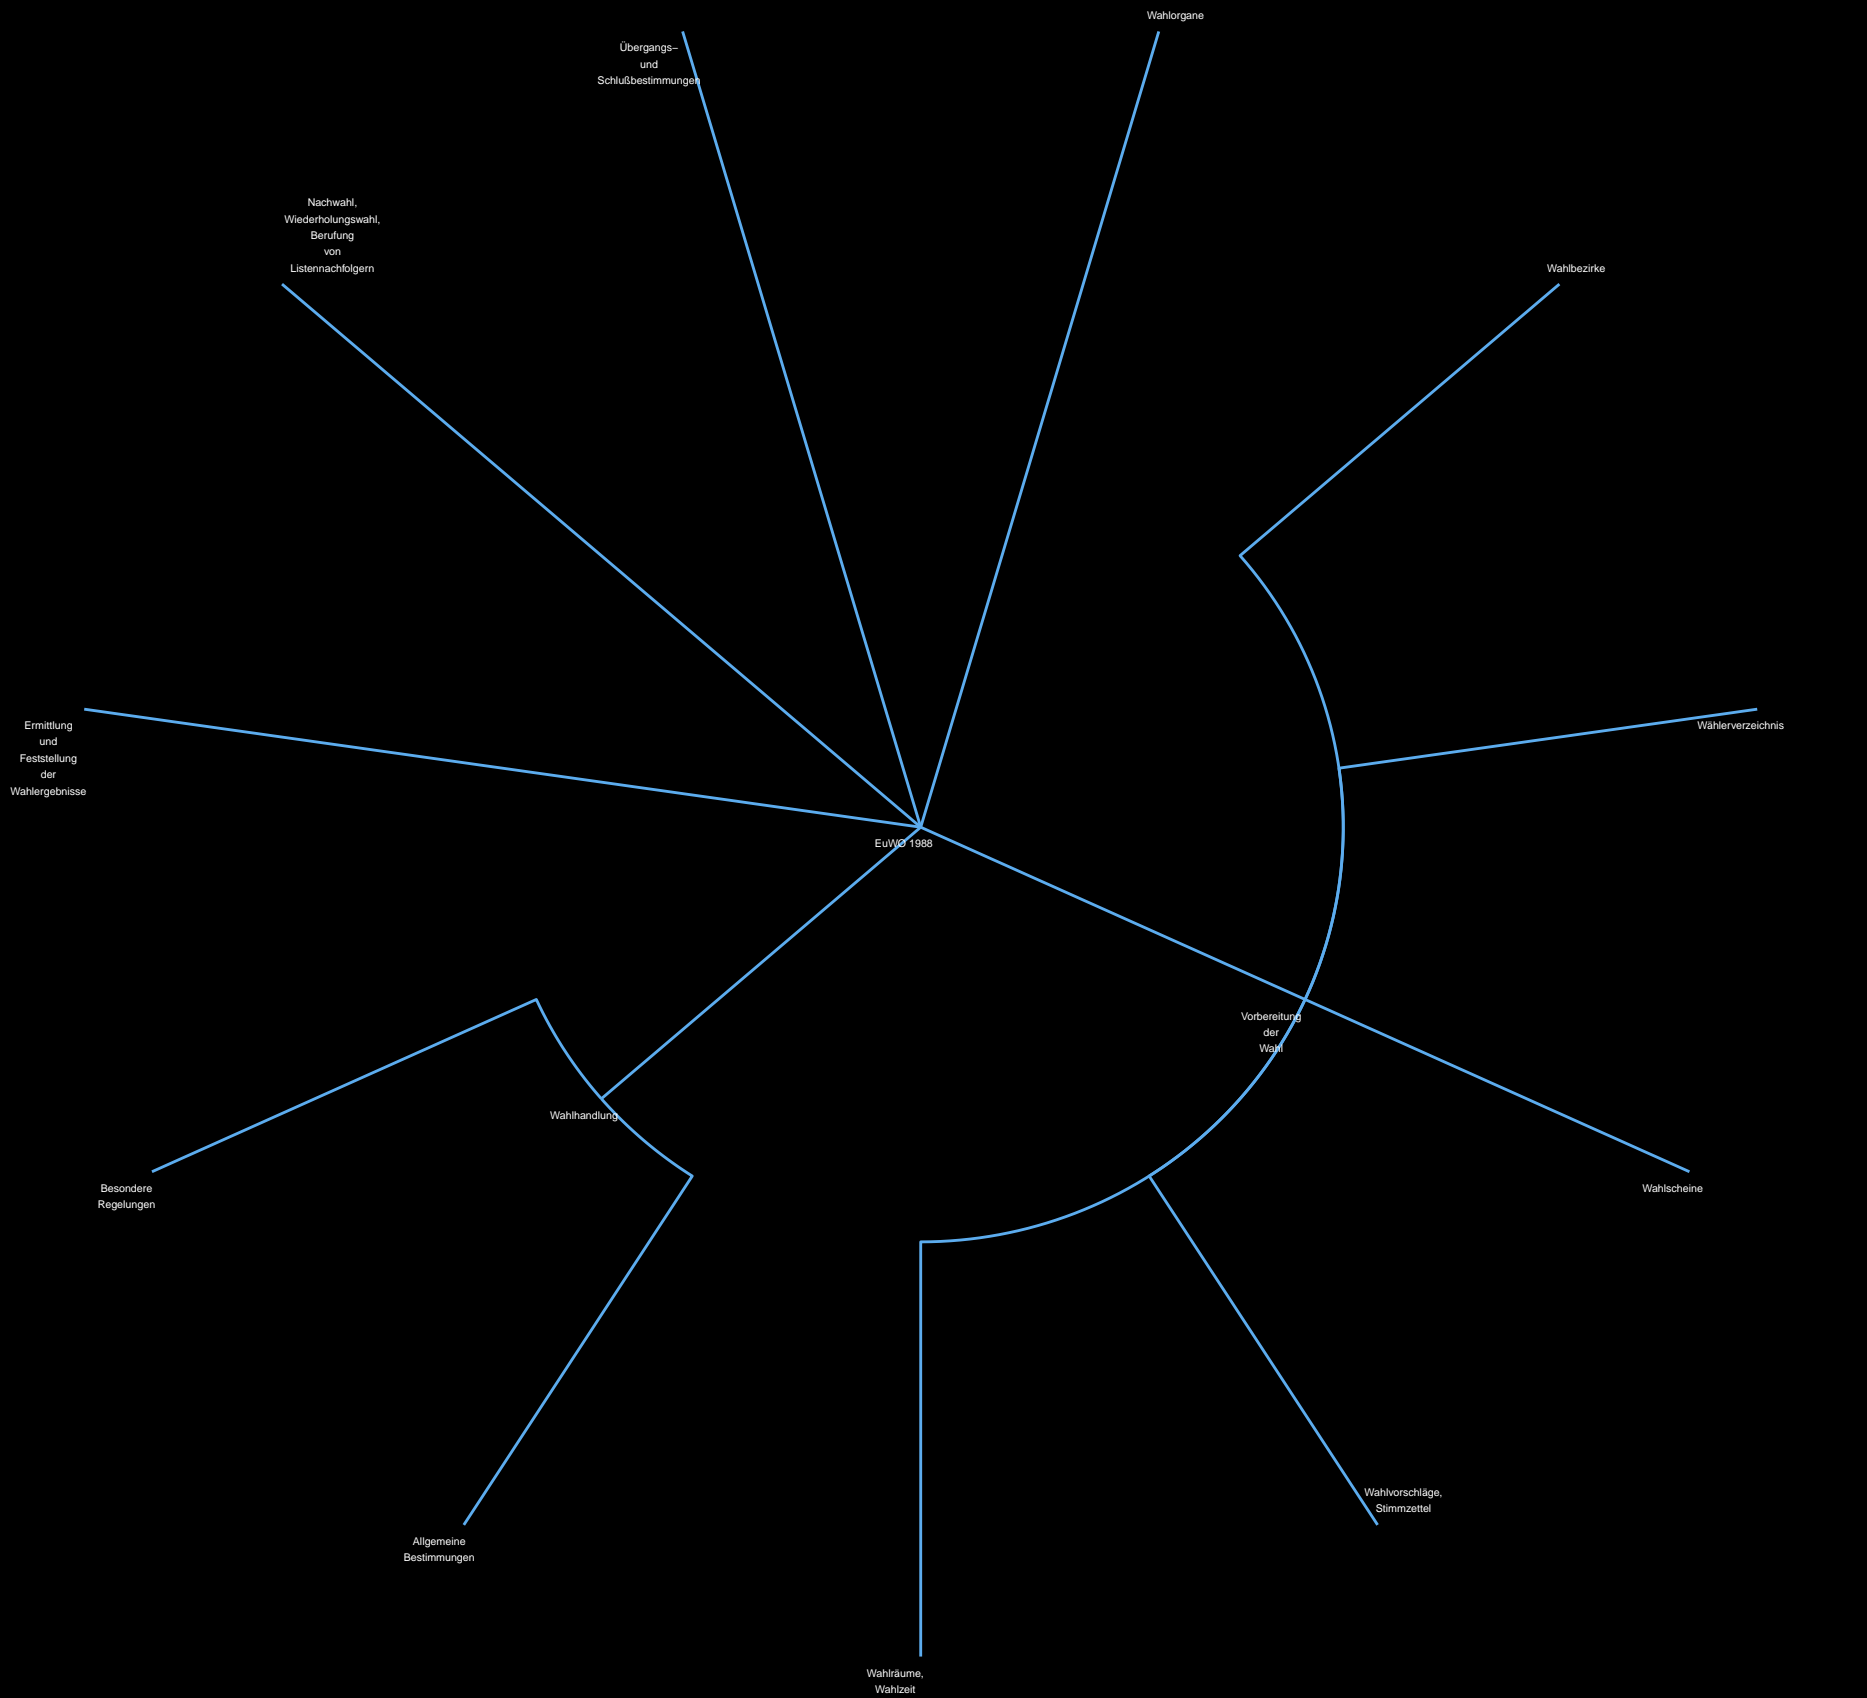 Wahlorgane
Übergangs–
und
Schlußbestimmungen
Nachwahl,
Wiederholungswahl,
Berufung
von
Listennachfolgern
Wahlbezirke
Ermittlung
und
Feststellung
der
Wahlergebnisse
Wählerverzeichnis
EuWO 1988
Vorbereitung
der
Wahl
Wahlhandlung
Besondere
Regelungen
Wahlscheine
Wahlvorschläge,
Stimmzettel
Allgemeine
Bestimmungen
Wahlräume,
Wahlzeit